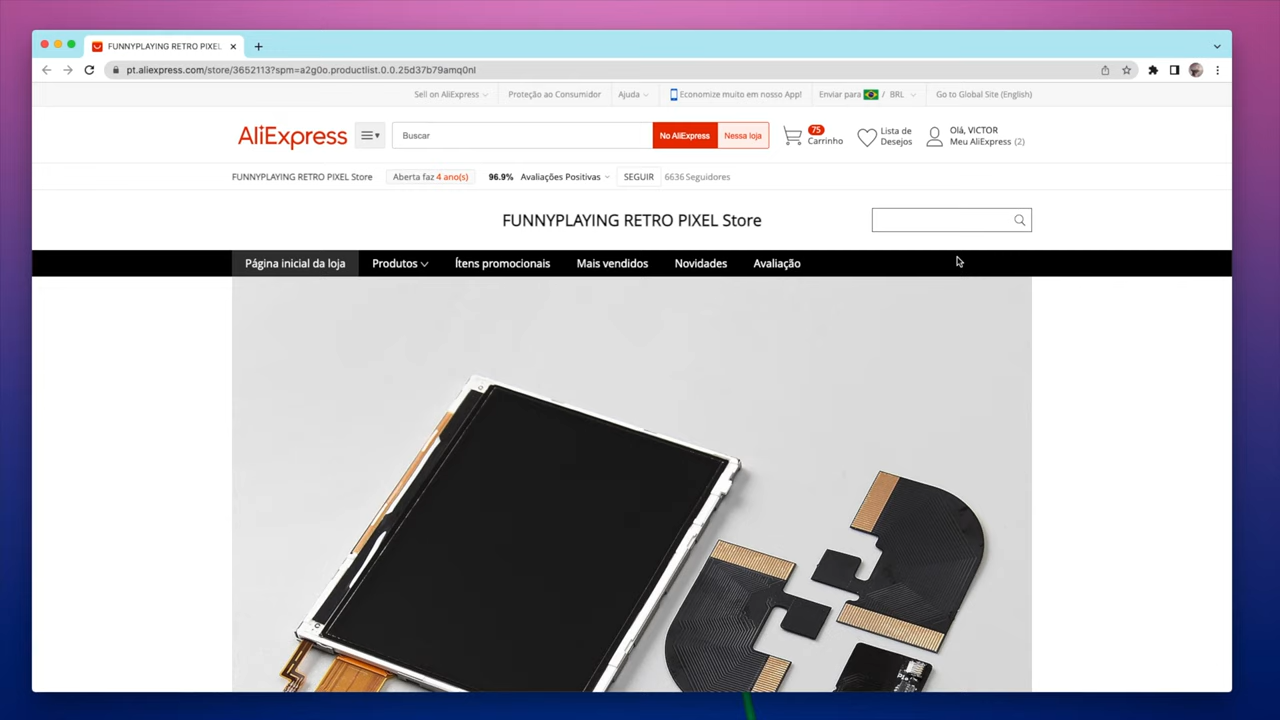 FUNNYPLAYING RETRO PIXEL
pt.aliexpress.com/store/3652113?spm=a2g0o.productlist.0.0.25d37b79amq0nl
Sell on AliExpress Proteção ao Consumidor Ajuda Economize muito em nosso App! Enviar para / BRL Go to Global Site (English)
AliExpress Buscar No AliExpress Nessa loja 75 Carrinho Lista de Desejos Olá, VICTOR Meu AliExpress (2)
FUNNYPLAYING RETRO PIXEL Store Aberta faz 4 ano(s) 96.9% Avaliações Positivas SEGUIR 6636 Seguidores
FUNNYPLAYING RETRO PIXEL Store
Página inicial da loja Produtos Ítens promocionais Mais vendidos Novidades Avaliação